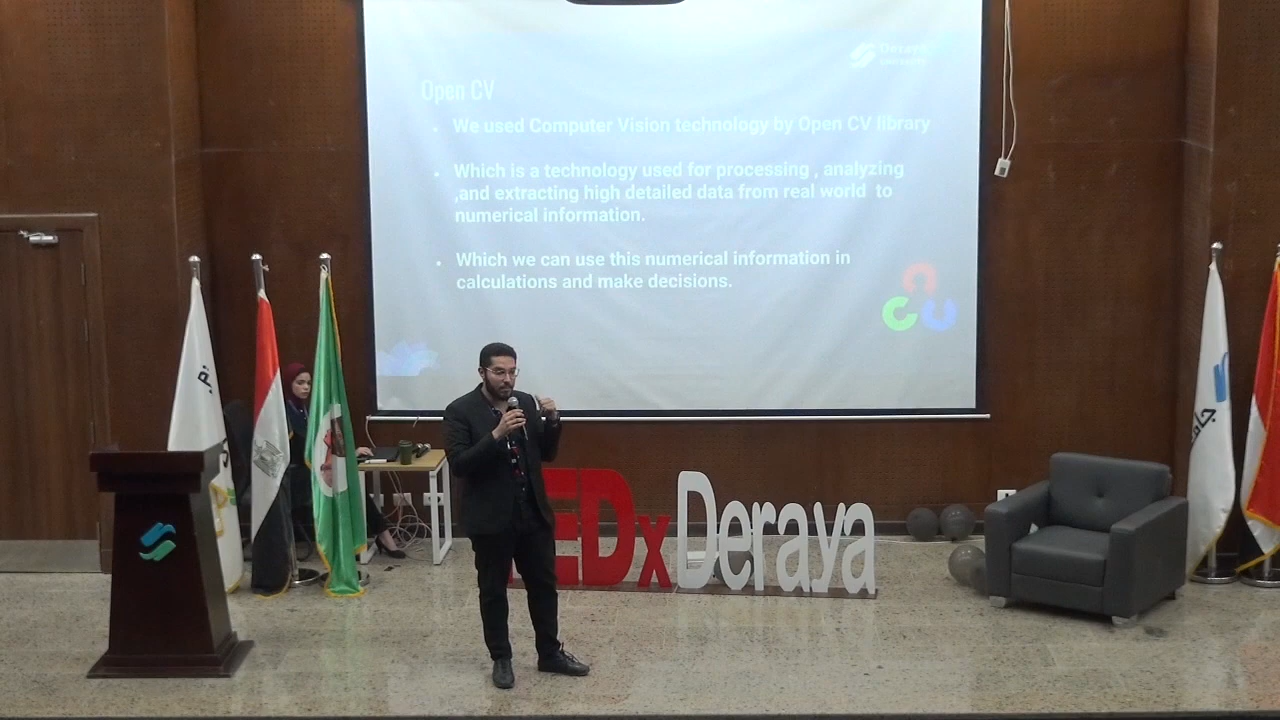 Deraya
University
Open CV
We used Computer Vision technology by Open CV library
Which is a technology used for processing , analyzing
,and extracting high detailed data from real world to
numerical information.
Which we can use this numerical information in
calculations and make decisions.
TEDx Deraya